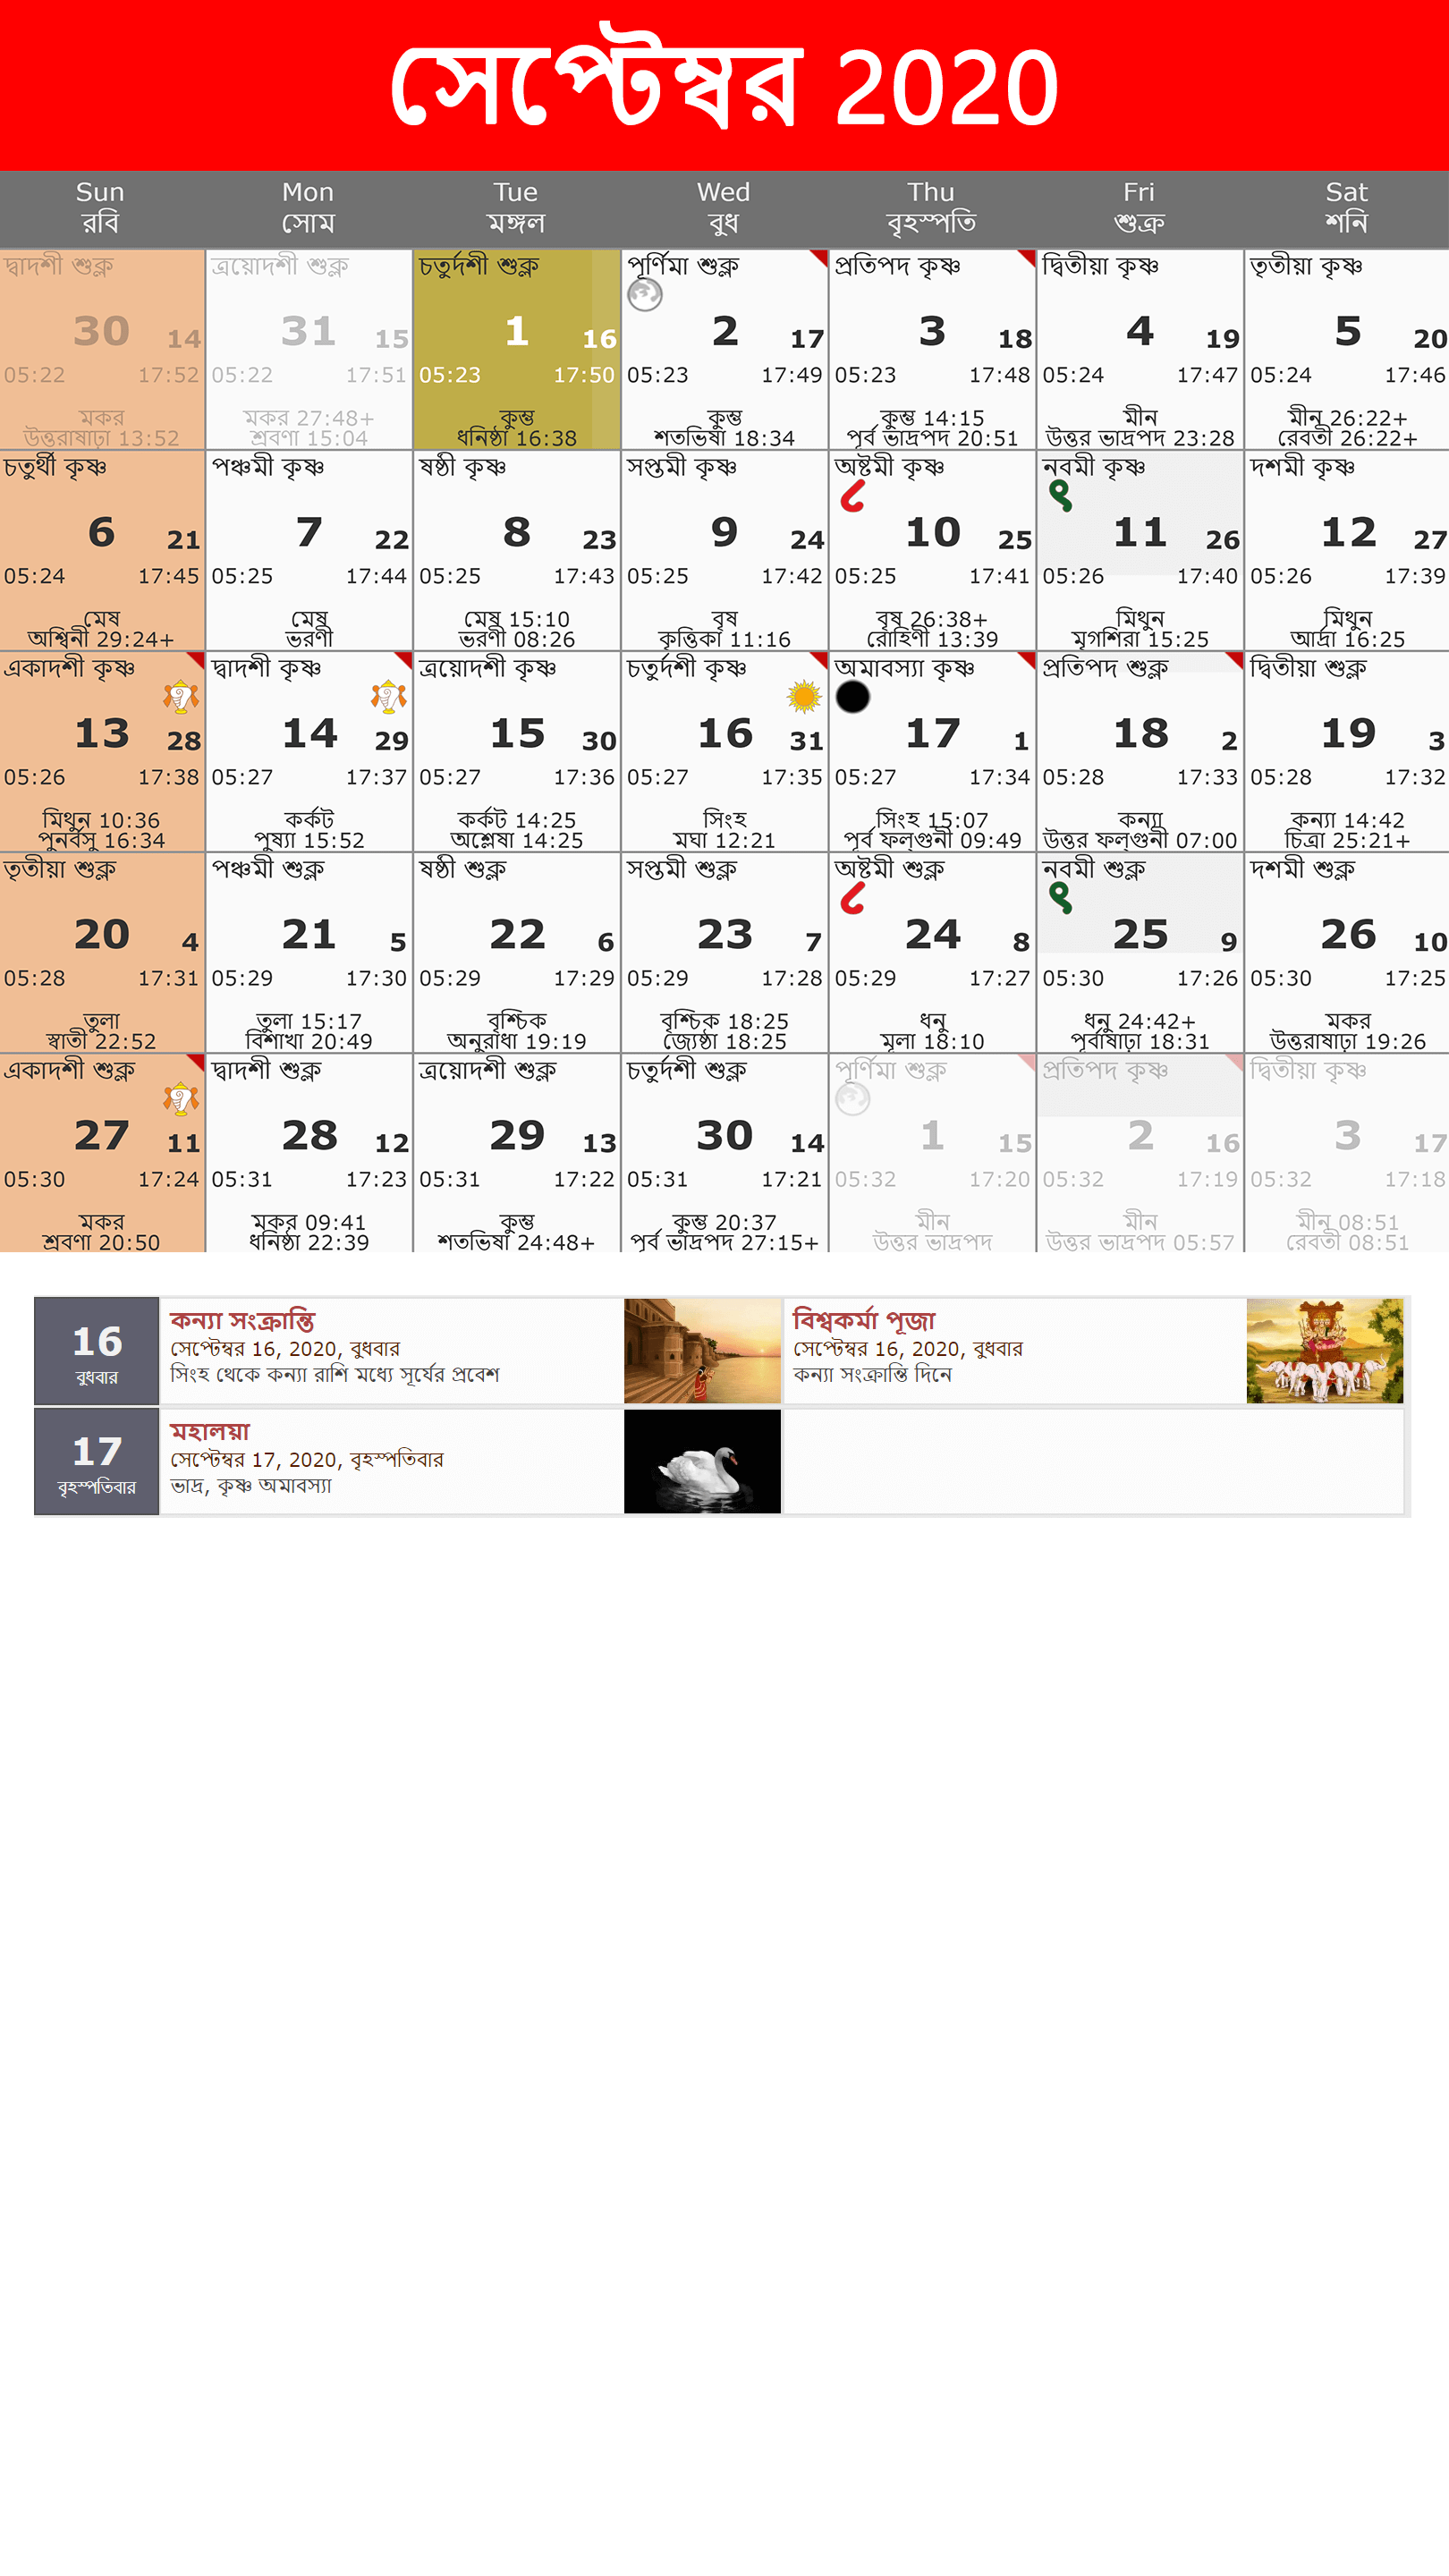 সেপ্টেম্বর 2020
Sun Mon Tue Wed Thu Fri Sat
রবি সোম মঙ্গল বুধ বৃহস্পতি শুক্র শনি
দ্বাদশী শুক্ল ত্রয়োদশী শুক্ল চতুর্দশী শুক্ল পূর্ণিমা শুক্ল প্রতিপদ কৃষ্ণ দ্বিতীয়া কৃষ্ণ তৃতীয়া কৃষ্ণ
30 14 31 15 1 16 2 17 3 18 4 19 5 20
05:22 17:52 05:22 17:51 05:23 17:50 05:23 17:49 05:23 17:48 05:24 17:47 05:24 17:46
মকর মকর 27:48+ কুম্ভ কুম্ভ কুম্ভ 14:15 মীন মীন 26:22+
উত্তরাষাঢ়া 13:52 শ্রবণা 15:04 ধনিষ্ঠা 16:38 শতভিষা 18:34 পূর্ব ভাদ্রপদ 20:51 উত্তর ভাদ্রপদ 23:28 রেবতী 26:22+
চতুর্থী কৃষ্ণ পঞ্চমী কৃষ্ণ ষষ্ঠী কৃষ্ণ সপ্তমী কৃষ্ণ অষ্টমী কৃষ্ণ নবমী কৃষ্ণ দশমী কৃষ্ণ
৮ ৯
6 21 7 22 8 23 9 24 10 25 11 26 12 27
05:24 17:45 05:25 17:44 05:25 17:43 05:25 17:42 05:25 17:41 05:26 17:40 05:26 17:39
মেষ মেষ মেষ 15:10 বৃষ বৃষ 26:38+ মিথুন মিথুন
অশ্বিনী 29:24+ ভরণী ভরণী 08:26 কৃত্তিকা 11:16 রোহিণী 13:39 মৃগশিরা 15:25 আর্দ্রা 16:25
একাদশী কৃষ্ণ দ্বাদশী কৃষ্ণ ত্রয়োদশী কৃষ্ণ চতুর্দশী কৃষ্ণ অমাবস্যা কৃষ্ণ প্রতিপদ শুক্ল দ্বিতীয়া শুক্ল
13 28 14 29 15 30 16 31 17 1 18 2 19 3
05:26 17:38 05:27 17:37 05:27 17:36 05:27 17:35 05:27 17:34 05:28 17:33 05:28 17:32
মিথুন 10:36 কর্কট কর্কট 14:25 সিংহ সিংহ 15:07 কন্যা কন্যা 14:42
পুনর্বসু 16:34 পুষ্যা 15:52 অশ্লেষা 14:25 মঘা 12:21 পূর্ব ফল্গুনী 09:49 উত্তর ফল্গুনী 07:00 চিত্রা 25:21+
তৃতীয়া শুক্ল পঞ্চমী শুক্ল ষষ্ঠী শুক্ল সপ্তমী শুক্ল অষ্টমী শুক্ল নবমী শুক্ল দশমী শুক্ল
৮ ৯
20 4 21 5 22 6 23 7 24 8 25 9 26 10
05:28 17:31 05:29 17:30 05:29 17:29 05:29 17:28 05:29 17:27 05:30 17:26 05:30 17:25
তুলা তুলা 15:17 বৃশ্চিক বৃশ্চিক 18:25 ধনু ধনু 24:42+ মকর
স্বাতী 22:52 বিশাখা 20:49 অনুরাধা 19:19 জ্যেষ্ঠা 18:25 মূলা 18:10 পূর্বাষাঢ়া 18:31 উত্তরাষাঢ়া 19:26
একাদশী শুক্ল দ্বাদশী শুক্ল ত্রয়োদশী শুক্ল চতুর্দশী শুক্ল পূর্ণিমা শুক্ল প্রতিপদ কৃষ্ণ দ্বিতীয়া কৃষ্ণ
27 11 28 12 29 13 30 14 1 15 2 16 3 17
05:30 17:24 05:31 17:23 05:31 17:22 05:31 17:21 05:32 17:20 05:32 17:19 05:32 17:18
মকর মকর 09:41 কুম্ভ কুম্ভ 20:37 মীন মীন মীন 08:51
শ্রবণা 20:50 ধনিষ্ঠা 22:39 শতভিষা 24:48+ পূর্ব ভাদ্রপদ 27:15+ উত্তর ভাদ্রপদ উত্তর ভাদ্রপদ 05:57 রেবতী 08:51
16
বুধবার
কন্যা সংক্রান্তি
সেপ্টেম্বর 16, 2020, বুধবার
সিংহ থেকে কন্যা রাশি মধ্যে সূর্যের প্রবেশ
বিশ্বকর্মা পূজা
সেপ্টেম্বর 16, 2020, বুধবার
কন্যা সংক্রান্তি দিনে
17
বৃহস্পতিবার
মহালয়া
সেপ্টেম্বর 17, 2020, বৃহস্পতিবার
ভাদ্র, কৃষ্ণ অমাবস্যা